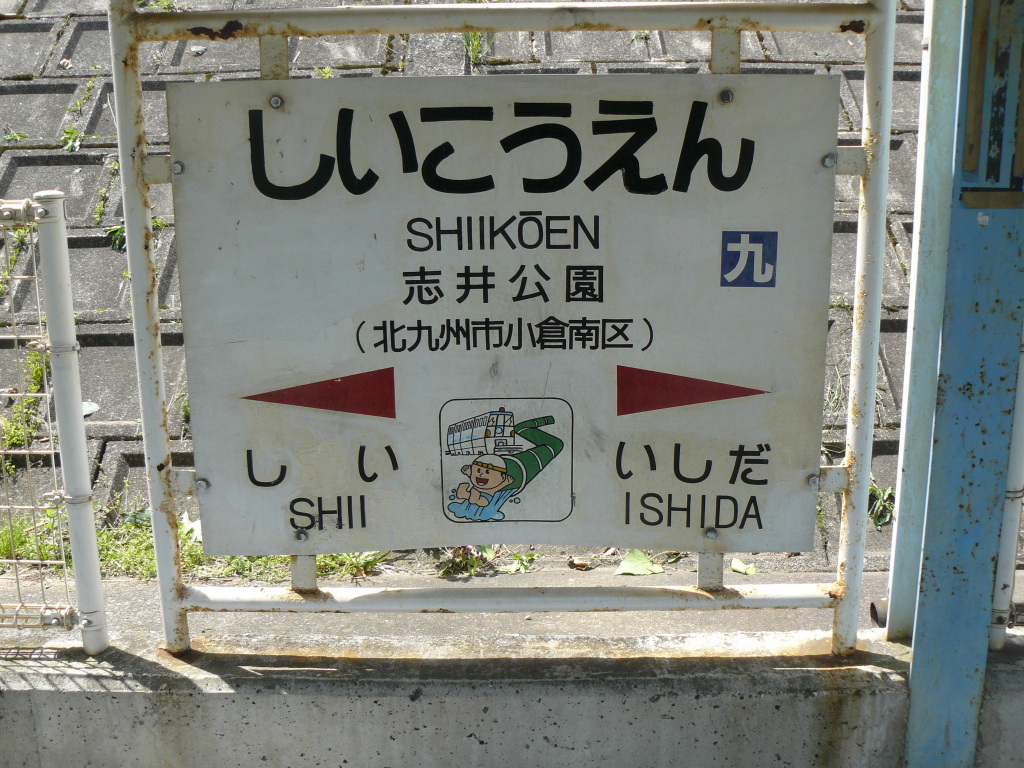 しいこうえん
SHIIKŌEN
九
志井公園
（北九州市小倉南区）
しい
SHII
いしだ
ISHIDA